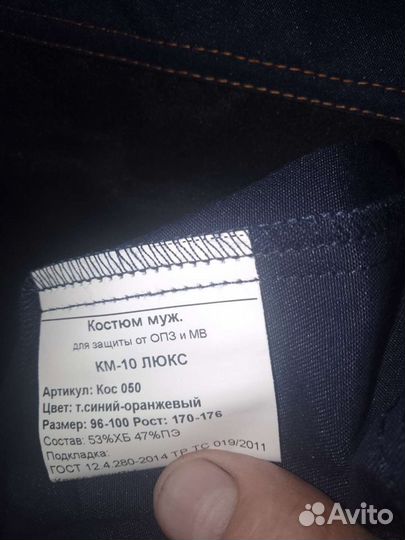 Костюм муж.
для защиты от ОПЗ и МВ
КМ-10 ЛЮКС
Артикул: Кос 050
Цвет: т.синий-оранжевый
Размер: 96-100 Рост: 170-176
Состав: 53%ХБ 47%ПЭ
Подкладка:
ГОСТ 12.4.280-2014 ТР ТС 019/2011
Avito